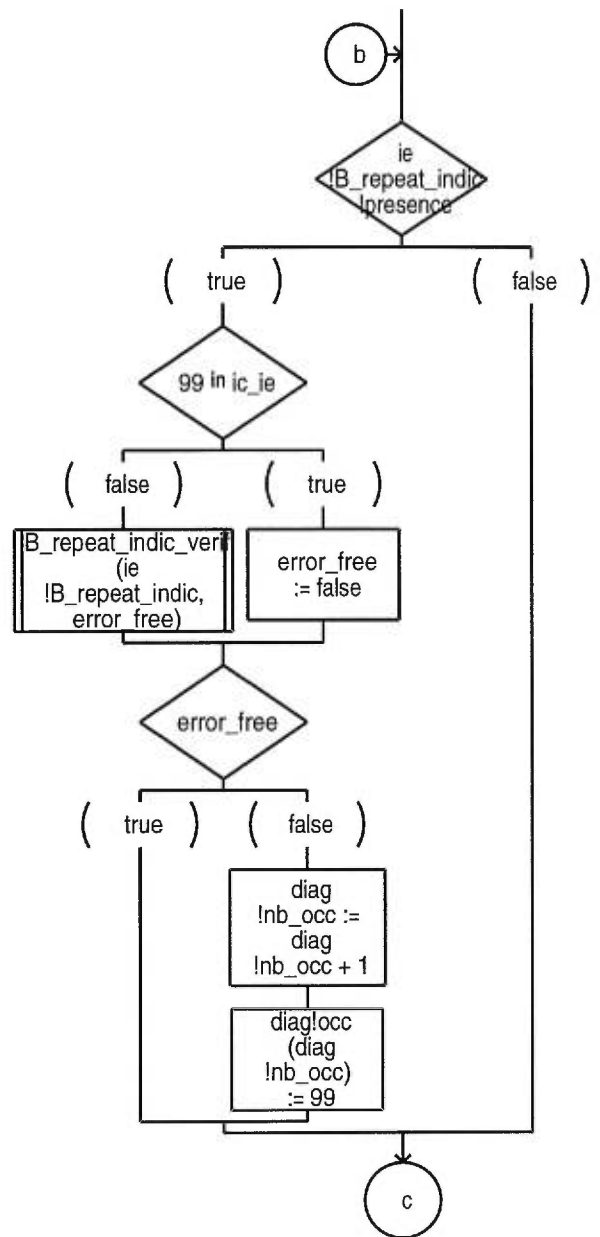 b
ie
!B_repeat_indic
!presence
( true )
( false )
99 in ic_ie
( false )
( true )
B_repeat_indic_verif
(ie
!B_repeat_indic,
error_free)
error_free
:= false
error_free
( true )
( false )
diag
!nb_occ :=
diag
!nb_occ + 1
diag!occ
(diag
!nb_occ)
:= 99
c